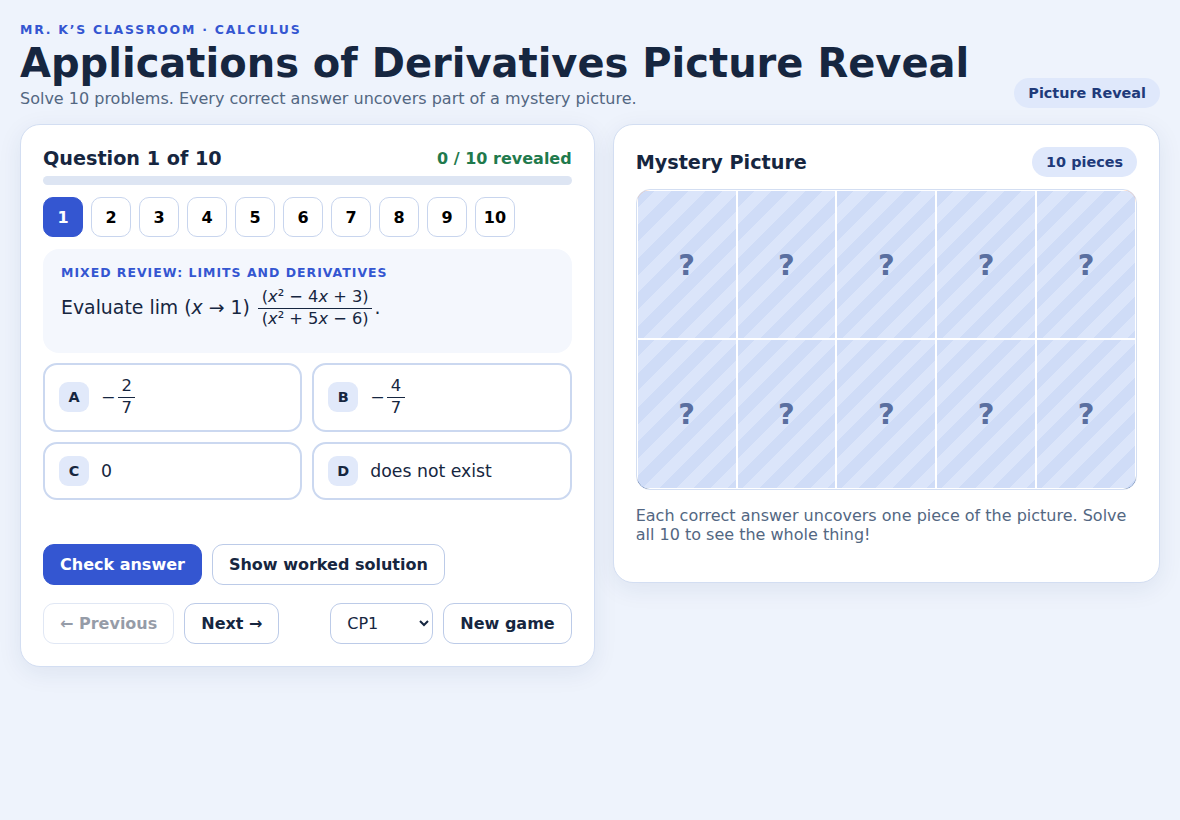 MR. K’S CLASSROOM · CALCULUS
Applications of Derivatives Picture Reveal
Solve 10 problems. Every correct answer uncovers part of a mystery picture.
Picture Reveal
Question 1 of 10
0 / 10 revealed
1 2 3 4 5 6 7 8 9 10
MIXED REVIEW: LIMITS AND DERIVATIVES
Evaluate lim (x → 1) (x² − 4x + 3)/(x² + 5x − 6).
A −2/7
B −4/7
C 0
D does not exist
Check answer
Show worked solution
← Previous
Next →
CP1
New game
Mystery Picture
10 pieces
? ? ? ? ?
? ? ? ? ?
Each correct answer uncovers one piece of the picture. Solve
all 10 to see the whole thing!